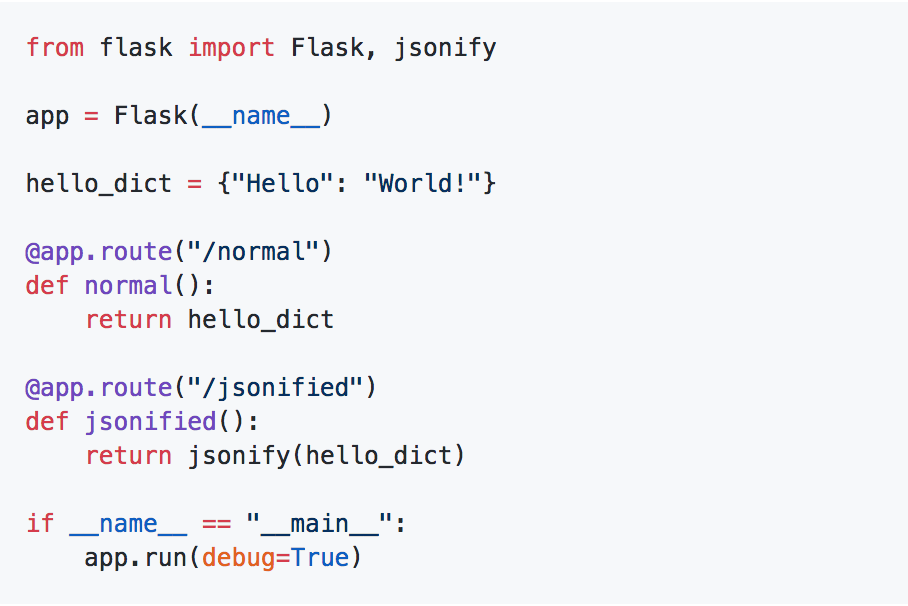 from flask import Flask, jsonify

app = Flask(__name__)

hello_dict = {"Hello": "World!"}

@app.route("/normal")
def normal():
    return hello_dict

@app.route("/jsonified")
def jsonified():
    return jsonify(hello_dict)

if __name__ == "__main__":
    app.run(debug=True)